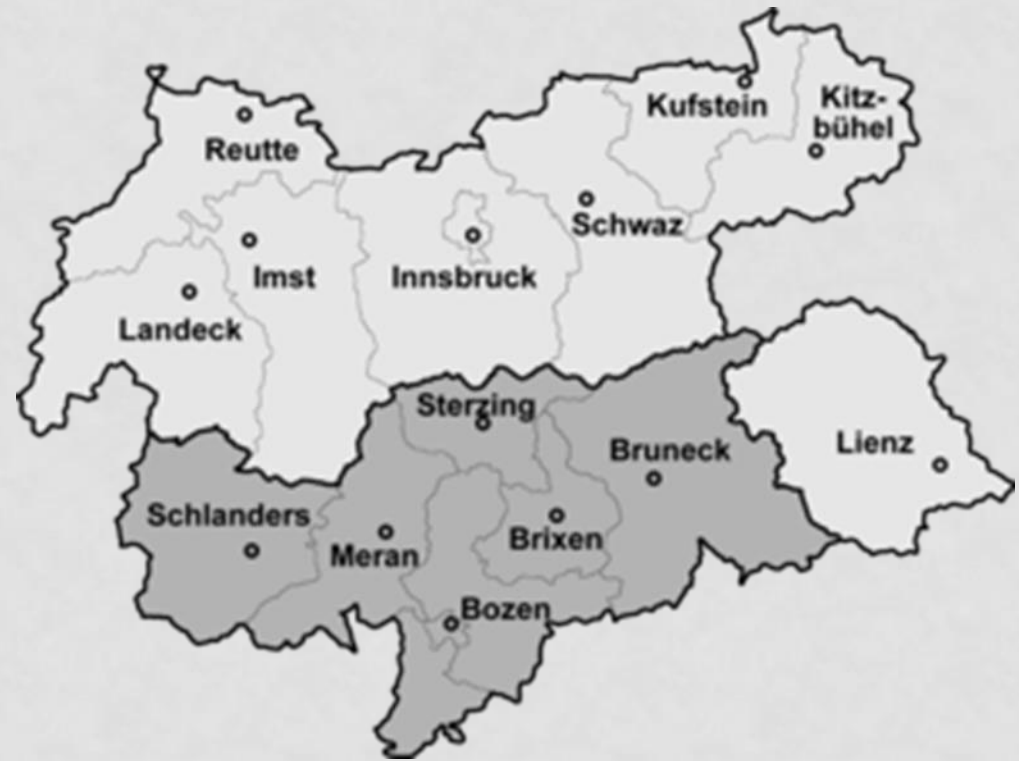 Kufstein
Kitz-
bühel
Reutte
Schwaz
Imst
Innsbruck
Landeck
Sterzing
Lienz
Bruneck
Schlanders
Brixen
Meran
Bozen